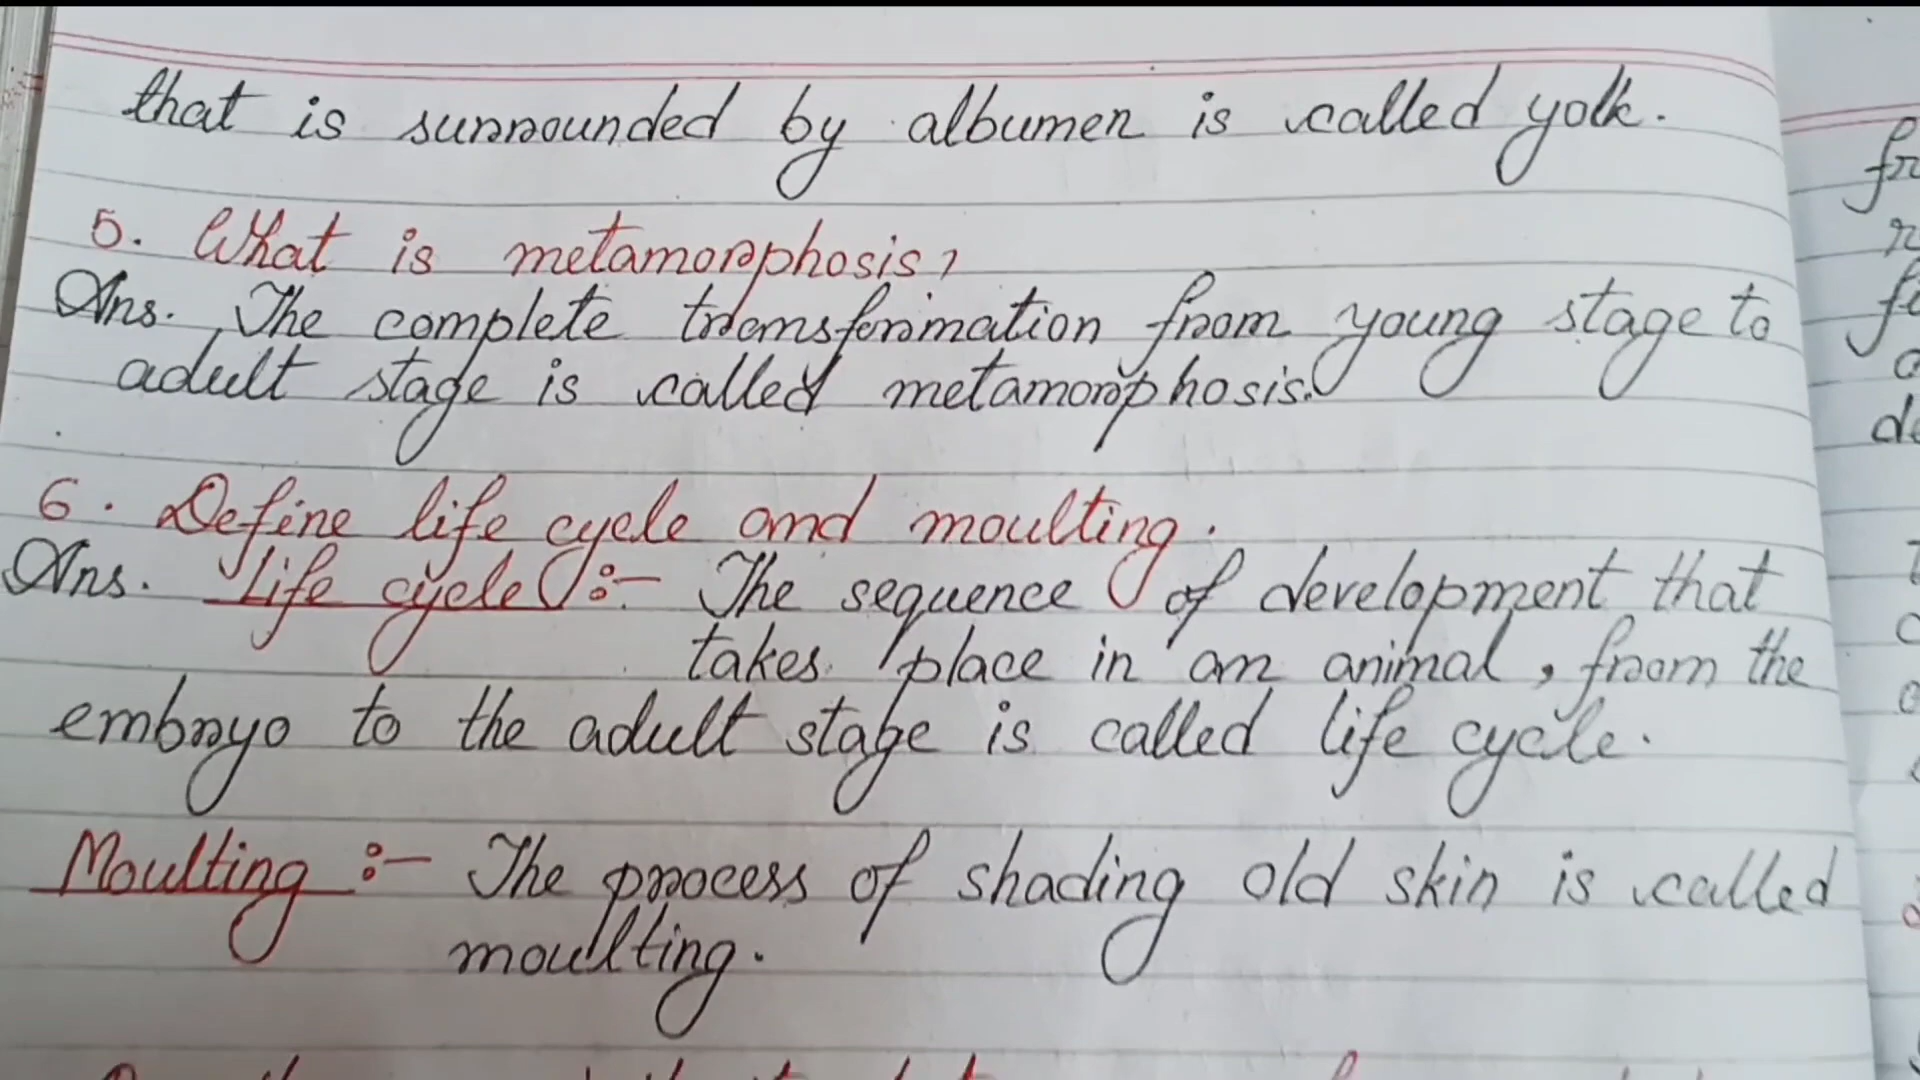 that is surrounded by albumen is called yolk.
5. What is metamorphosis?
Ans. The complete transformation from young stage to
adult stage is called metamorphosis.
6. Define life cycle and moulting.
Ans. Life cycle :- The sequence of development that
takes place in an animal, from the
embryo to the adult stage is called life cycle.
Moulting :- The process of shading old skin is called
moulting.